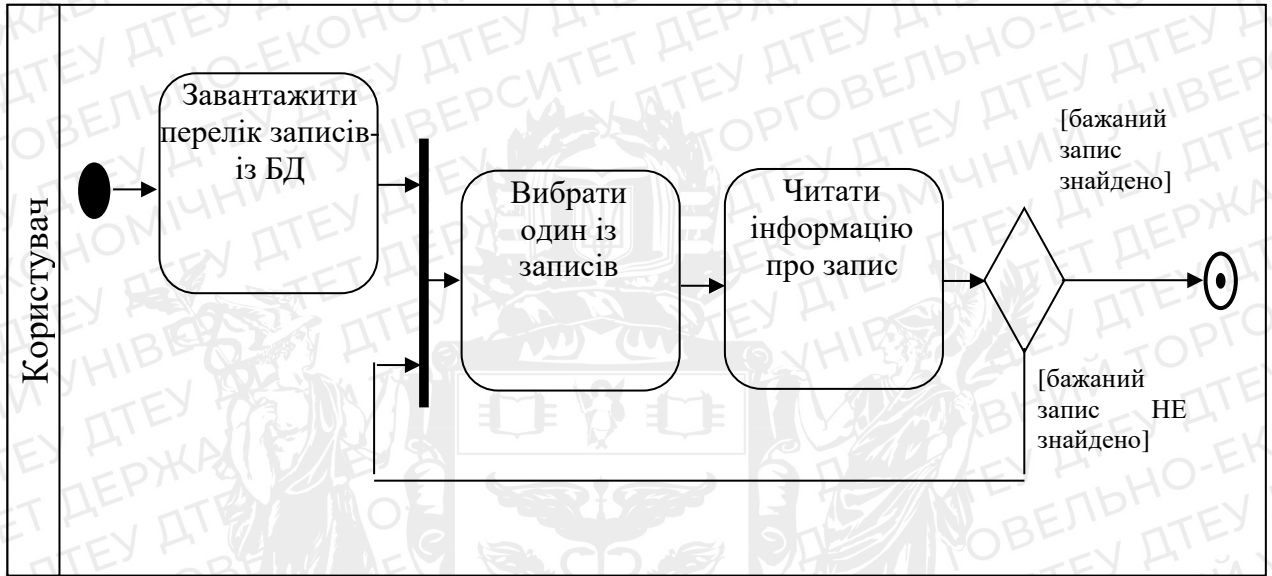 Користувач
Завантажити
перелік записів-
із БД
Вибрати
один із
записів
Читати
інформацію
про запис
[бажаний
запис
знайдено]
[бажаний
запис НЕ
знайдено]